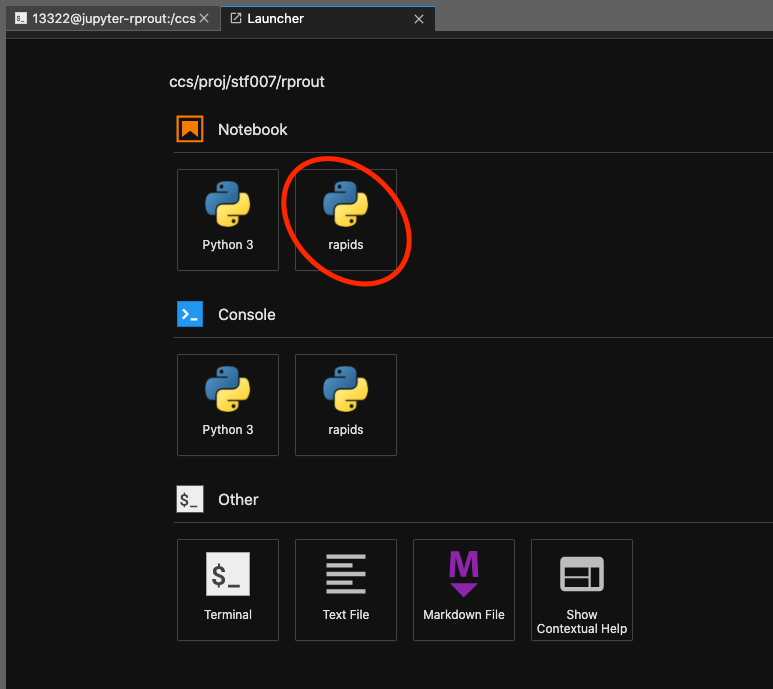 13322@jupyter-rprout:/ccs
Launcher
ccs/proj/stf007/rprout
Notebook
Python 3
rapids
Console
Python 3
rapids
$_ Other
$_
Terminal
Text File
M
Markdown File
Show
Contextual Help